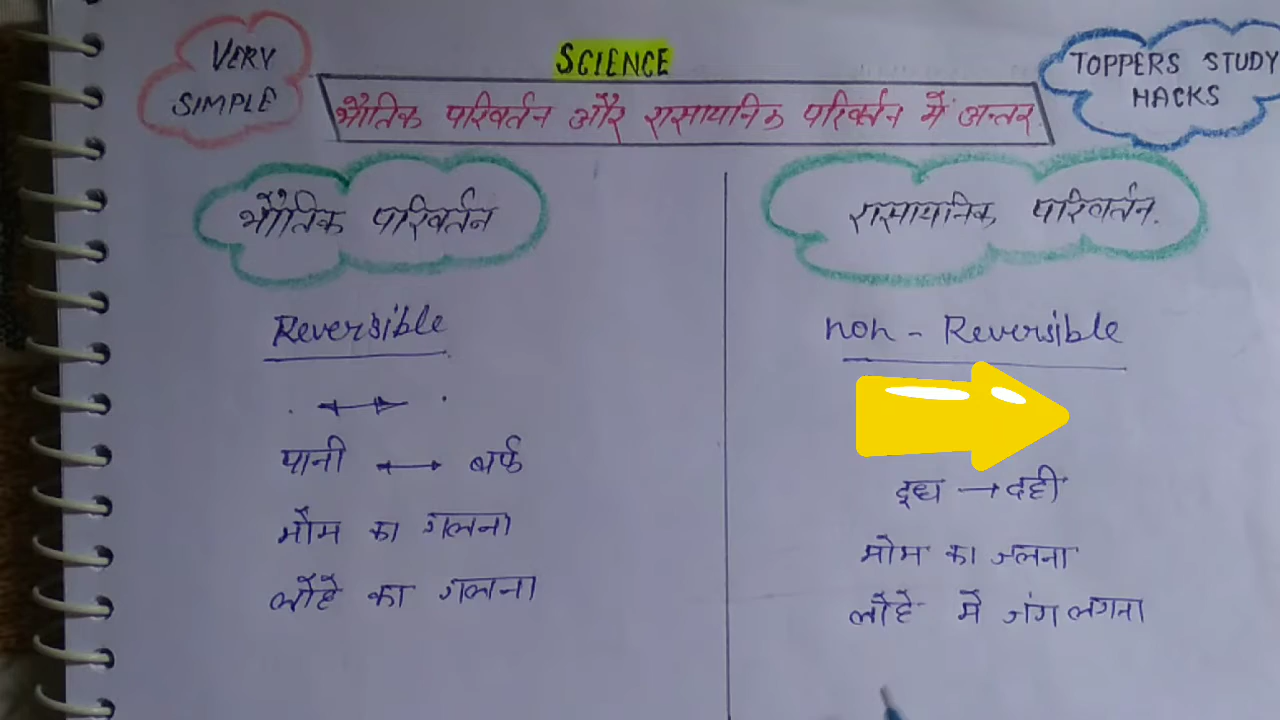 VERY
SIMPLE
SCIENCE
TOPPERS STUDY
HACKS
भौतिक परिवर्तन और रासायनिक परिवर्तन में अन्तर
भौतिक परिवर्तन
Reversible
पानी ↔ बर्फ
मोम का गलना
लोहे का गलना
रासायनिक परिवर्तन.
non - Reversible
दूध → दही
मोम का जलना
लोहे में जंग लगना